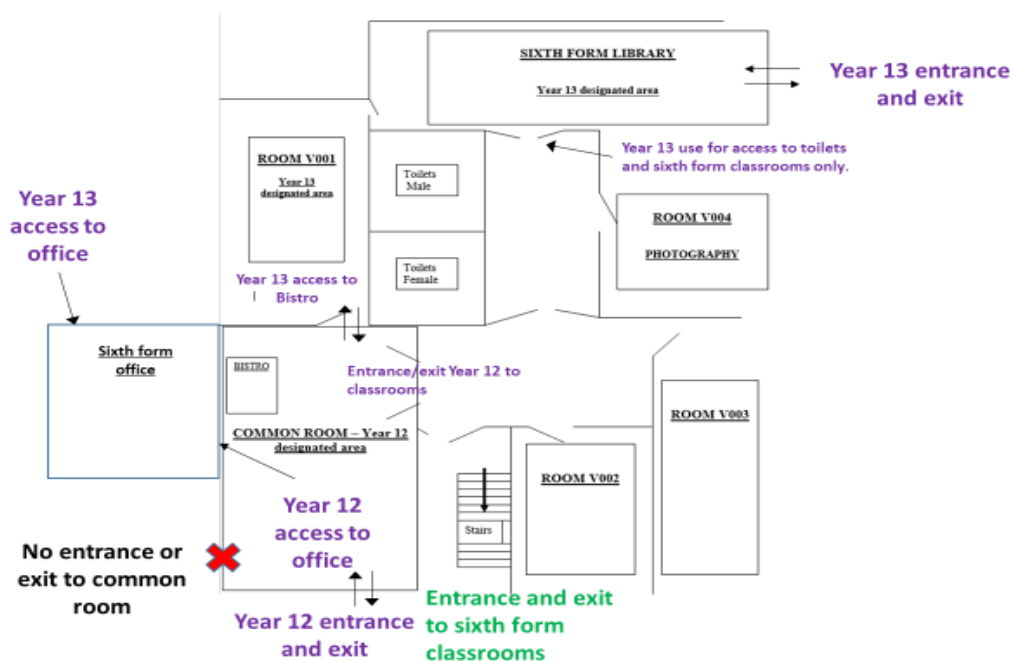 SIXTH FORM LIBRARY
Year 13 designated area
Year 13 entrance
and exit
Year 13 use for access to toilets
and sixth form classrooms only.
ROOM V001
Year 13
designated area
Toilets
Male
Year 13
access to
office
ROOM V004
PHOTOGRAPHY
Toilets
Female
Year 13 access to
Bistro
Sixth form
office
BISTRO
Entrance/exit Year 12 to
classrooms
COMMON ROOM – Year 12
designated area
ROOM V003
ROOM V002
Year 12
access to
office
Stairs
No entrance or
exit to common
room
Year 12 entrance
and exit
Entrance and exit
to sixth form
classrooms